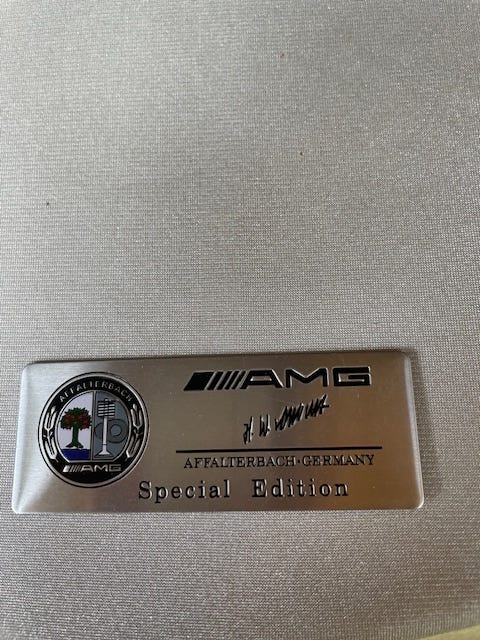 AFFALTERBACH
AMG
AMG
AFFALTERBACH·GERMANY
Special Edition